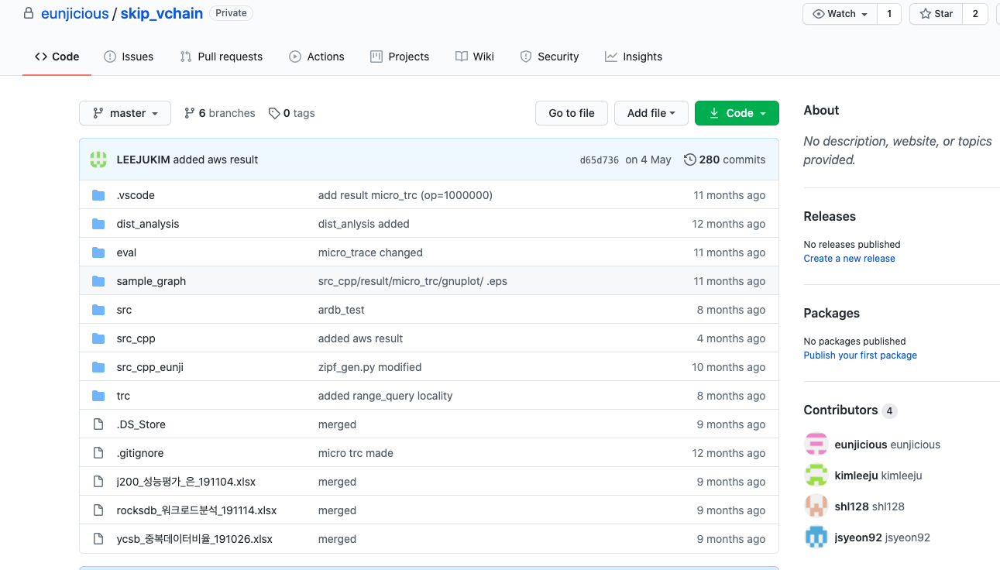 eunjicious / skip_vchain Private Watch 1 Star 2
Code Issues Pull requests Actions Projects Wiki Security Insights
master 6 branches 0 tags Go to file Add file Code
LEEJUKIM added aws result d65d736 on 4 May 280 commits
.vscode add result micro_trc (op=1000000) 11 months ago
dist_analysis dist_anlysis added 12 months ago
eval micro_trace changed 11 months ago
sample_graph src_cpp/result/micro_trc/gnuplot/ .eps 11 months ago
src ardb_test 8 months ago
src_cpp added aws result 4 months ago
src_cpp_eunji zipf_gen.py modified 10 months ago
trc added range_query locality 8 months ago
.DS_Store merged 9 months ago
.gitignore micro trc made 12 months ago
j200_성능평가_은_191104.xlsx merged 9 months ago
rocksdb_워크로드분석_191114.xlsx merged 9 months ago
ycsb_중복데이터비율_191026.xlsx merged 9 months ago
About
No description, website, or topics
provided.
Releases
No releases published
Create a new release
Packages
No packages published
Publish your first package
Contributors 4
eunjicious eunjicious
kimleeju kimleeju
shl128 shl128
jsyeon92 jsyeon92